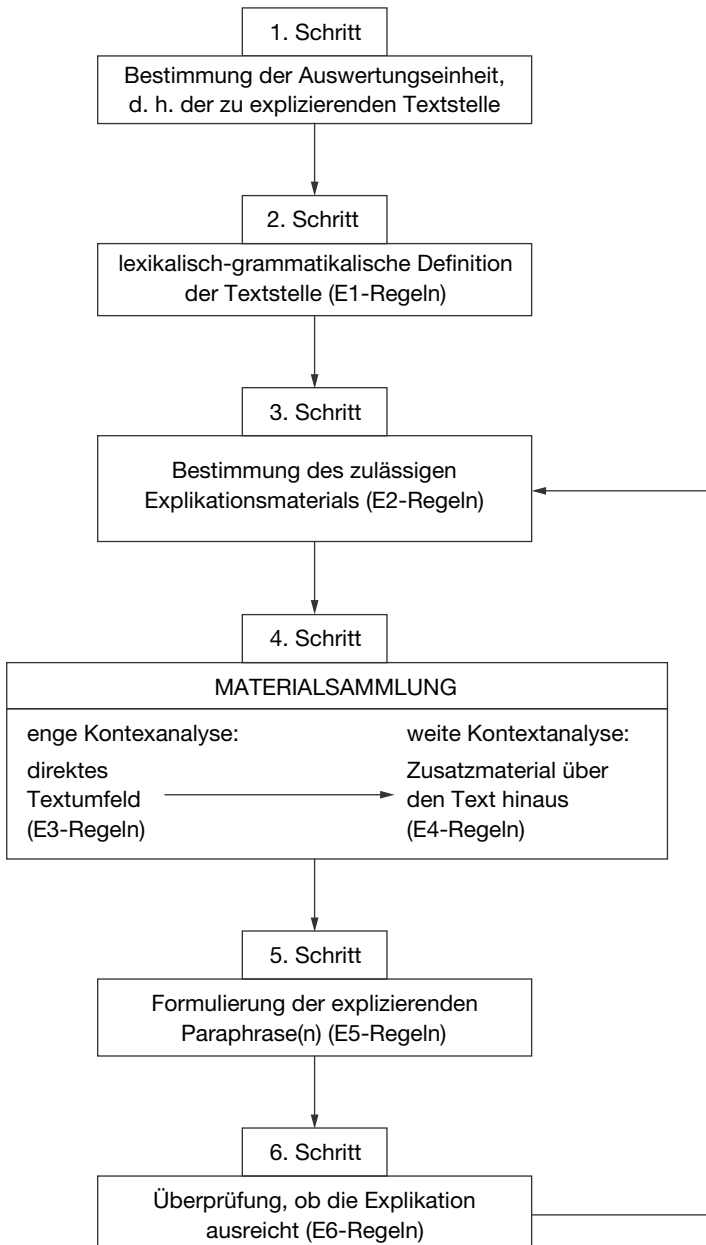 1. Schritt
Bestimmung der Auswertungseinheit,
d. h. der zu explizierenden Textstelle
2. Schritt
lexikalisch-grammatikalische Definition
der Textstelle (E1-Regeln)
3. Schritt
Bestimmung des zulässigen
Explikationsmaterials (E2-Regeln)
4. Schritt
MATERIALSAMMLUNG
enge Kontexanalyse:
direktes
Textumfeld
(E3-Regeln)
weite Kontextanalyse:
Zusatzmaterial über
den Text hinaus
(E4-Regeln)
5. Schritt
Formulierung der explizierenden
Paraphrase(n) (E5-Regeln)
6. Schritt
Überprüfung, ob die Explikation
ausreicht (E6-Regeln)